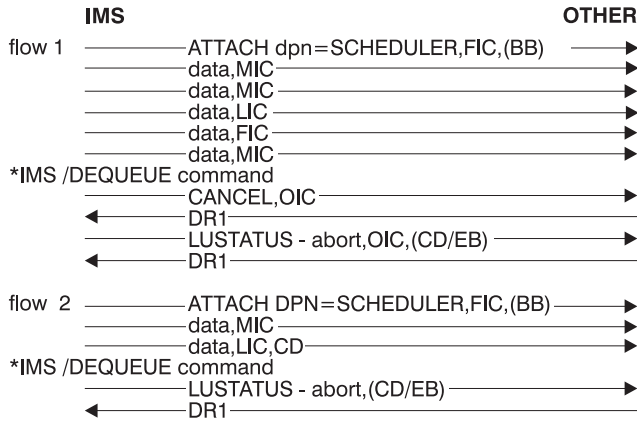 IMS OTHER
flow 1 ATTACH dpn=SCHEDULER,FIC,(BB)
data,MIC
data,MIC
data,LIC
data,FIC
data,MIC
*IMS /DEQUEUE command
CANCEL,OIC
DR1
LUSTATUS - abort,OIC,(CD/EB)
DR1
flow 2 ATTACH DPN=SCHEDULER,FIC,(BB)
data,MIC
data,LIC,CD
*IMS /DEQUEUE command
LUSTATUS - abort,(CD/EB)
DR1